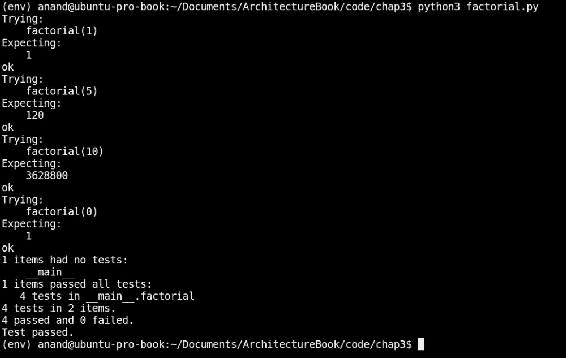 (env) anand@ubuntu-pro-book:~/Documents/ArchitectureBook/code/chap3$ python3 factorial.py
Trying:
    factorial(1)
Expecting:
    1
ok
Trying:
    factorial(5)
Expecting:
    120
ok
Trying:
    factorial(10)
Expecting:
    3628800
ok
Trying:
    factorial(0)
Expecting:
    1
ok
1 items had no tests:
    __main__
1 items passed all tests:
   4 tests in __main__.factorial
4 tests in 2 items.
4 passed and 0 failed.
Test passed.
(env) anand@ubuntu-pro-book:~/Documents/ArchitectureBook/code/chap3$